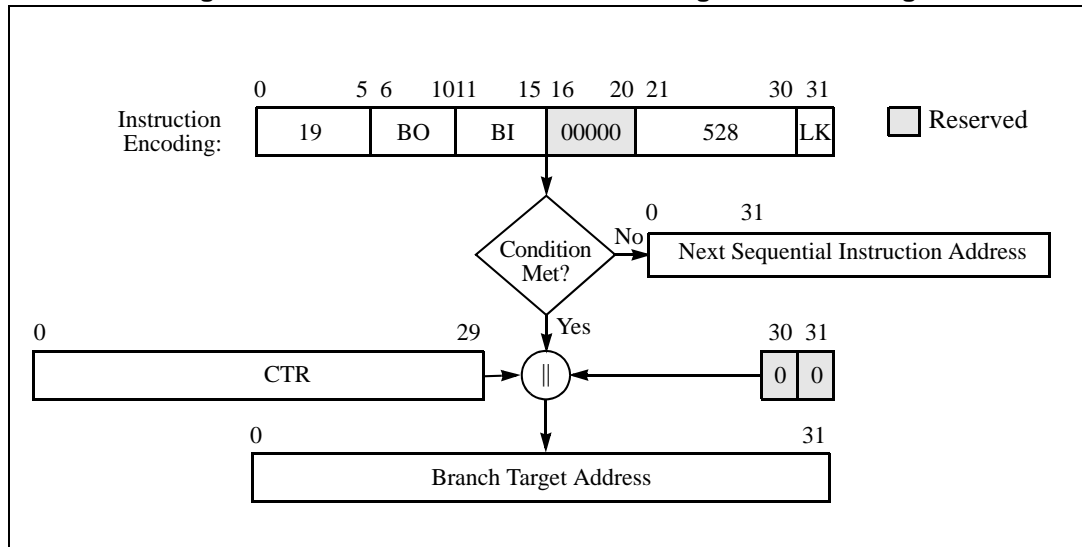 0 5 6 10 11 15 16 20 21 30 31
Instruction
Encoding:
19 BO BI 00000 528 LK
Reserved
0 31
Condition
Met?
No
Next Sequential Instruction Address
Yes
0 29
30 31
CTR
||
0 0
0 31
Branch Target Address